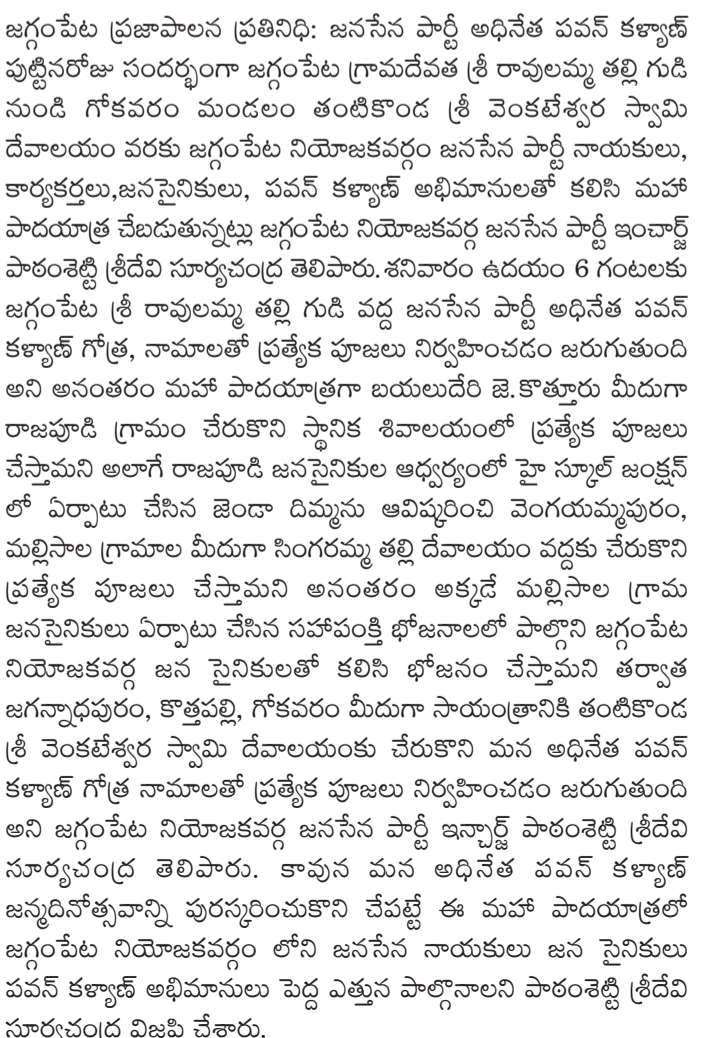 జగ్గంపేట ప్రజాపాలన ప్రతినిధి: జనసేన పార్టీ అధినేత పవన్ కళ్యాణ్
పుట్టినరోజు సందర్భంగా జగ్గంపేట గ్రామదేవత శ్రీ రావులమ్మ తల్లి గుడి
నుండి గోకవరం మండలం తంటికొండ శ్రీ వెంకటేశ్వర స్వామి
దేవాలయం వరకు జగ్గంపేట నియోజకవర్గం జనసేన పార్టీ నాయకులు,
కార్యకర్తలు,జనసైనికులు, పవన్ కళ్యాణ్ అభిమానులతో కలిసి మహా
పాదయాత్ర చేబడుతున్నట్లు జగ్గంపేట నియోజకవర్గ జనసేన పార్టీ ఇంచార్జ్
పాఠంశెట్టి శ్రీదేవి సూర్యచంద్ర తెలిపారు.శనివారం ఉదయం 6 గంటలకు
జగ్గంపేట శ్రీ రావులమ్మ తల్లి గుడి వద్ద జనసేన పార్టీ అధినేత పవన్
కళ్యాణ్ గోత్ర, నామాలతో ప్రత్యేక పూజలు నిర్వహించడం జరుగుతుంది
అని అనంతరం మహా పాదయాత్రగా బయలుదేరి జె.కొత్తూరు మీదుగా
రాజపూడి గ్రామం చేరుకొని స్థానిక శివాలయంలో ప్రత్యేక పూజలు
చేస్తామని అలాగే రాజపూడి జనసైనికుల ఆధ్వర్యంలో హై స్కూల్ జంక్షన్
లో ఏర్పాటు చేసిన జెండా దిమ్మను ఆవిష్కరించి వెంగయమ్మపురం,
మల్లిసాల గ్రామాల మీదుగా సింగరమ్మ తల్లి దేవాలయం వద్దకు చేరుకొని
ప్రత్యేక పూజలు చేస్తామని అనంతరం అక్కడే మల్లిసాల గ్రామ
జనసైనికులు ఏర్పాటు చేసిన సహాపంక్తి భోజనాలలో పాల్గొని జగ్గంపేట
నియోజకవర్గ జన సైనికులతో కలిసి భోజనం చేస్తామని తర్వాత
జగన్నాధపురం, కొత్తపల్లి, గోకవరం మీదుగా సాయంత్రానికి తంటికొండ
శ్రీ వెంకటేశ్వర స్వామి దేవాలయంకు చేరుకొని మన అధినేత పవన్
కళ్యాణ్ గోత్ర నామాలతో ప్రత్యేక పూజలు నిర్వహించడం జరుగుతుంది
అని జగ్గంపేట నియోజకవర్గ జనసేన పార్టీ ఇన్చార్జ్ పాఠంశెట్టి శ్రీదేవి
సూర్యచంద్ర తెలిపారు. కావున మన అధినేత పవన్ కళ్యాణ్
జన్మదినోత్సవాన్ని పురస్కరించుకొని చేపట్టే ఈ మహా పాదయాత్రలో
జగ్గంపేట నియోజకవర్గం లోని జనసేన నాయకులు జన సైనికులు
పవన్ కళ్యాణ్ అభిమానులు పెద్ద ఎత్తున పాల్గొనాలని పాఠంశెట్టి శ్రీదేవి
సూర్యచంద్ర విజ్ఞప్తి చేశారు.